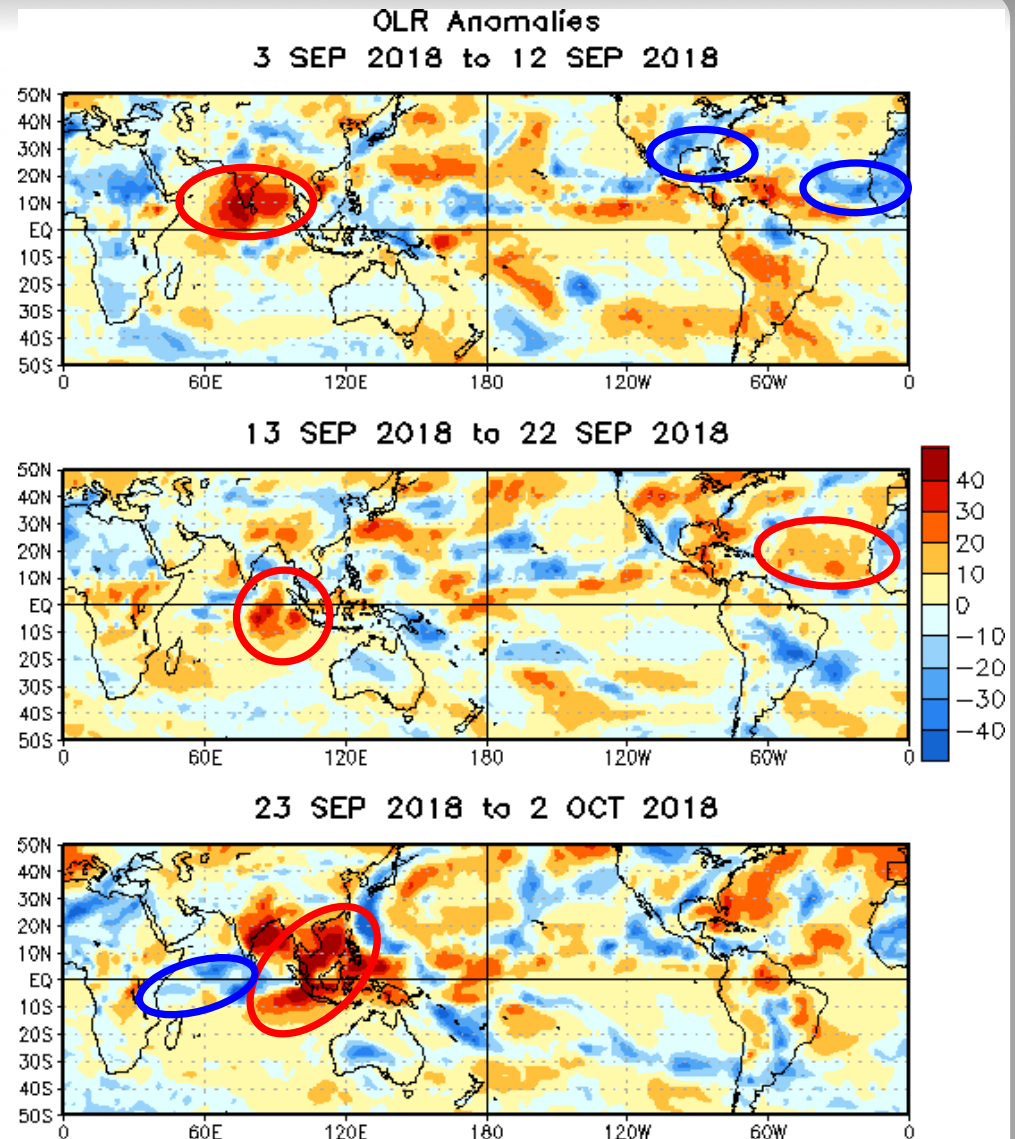 OLR Anomalies
3 SEP 2018 to 12 SEP 2018
50N
40N
30N
20N
10N
EQ
10S
20S
30S
40S
50S
0 60E 120E 180 120W 60W 0
13 SEP 2018 to 22 SEP 2018
50N
40N
30N
20N
10N
EQ
10S
20S
30S
40S
50S
0 60E 120E 180 120W 60W 0
40
30
20
10
0
-10
-20
-30
-40
23 SEP 2018 to 2 OCT 2018
50N
40N
30N
20N
10N
EQ
10S
20S
30S
40S
50S
0 60E 120E 180 120W 60W 0